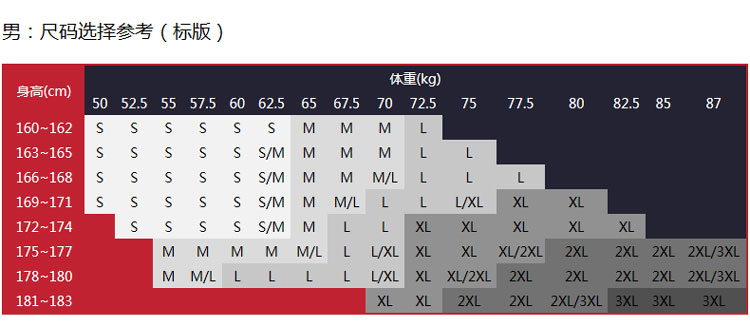 男：尺码选择参考（标版）
身高(cm) 体重(kg)
50 52.5 55 57.5 60 62.5 65 67.5 70 72.5 75 77.5 80 82.5 85 87
160~162 S S S S S S M M M L
163~165 S S S S S S/M M M M L L
166~168 S S S S S S/M M M M/L L L L
169~171 S S S S S S/M M M/L L L L/XL XL XL
172~174 S S S S S/M M L L XL XL XL XL XL
175~177 M M M M M/L L L/XL XL XL XL/2XL 2XL 2XL 2XL 2XL/3XL
178~180 M M/L L L L L L/XL XL XL/2XL 2XL 2XL 2XL 2XL 2XL/3XL
181~183 XL XL 2XL 2XL 2XL/3XL 3XL 3XL 3XL